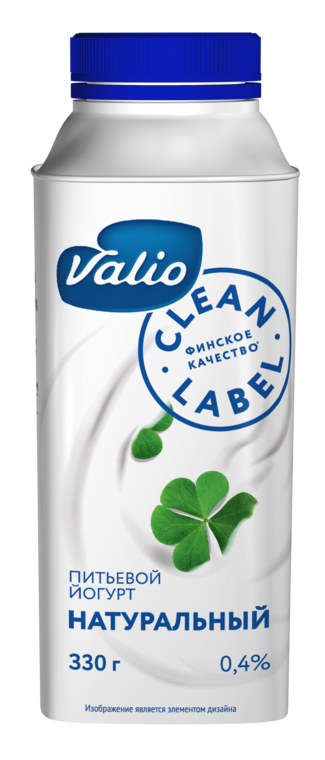 Valio
CLEAN
ФИНСКОЕ
КАЧЕСТВО*
LABEL
ПИТЬЕВОЙ
ЙОГУРТ
НАТУРАЛЬНЫЙ
330 г 0,4%
Изображение является элементом дизайна